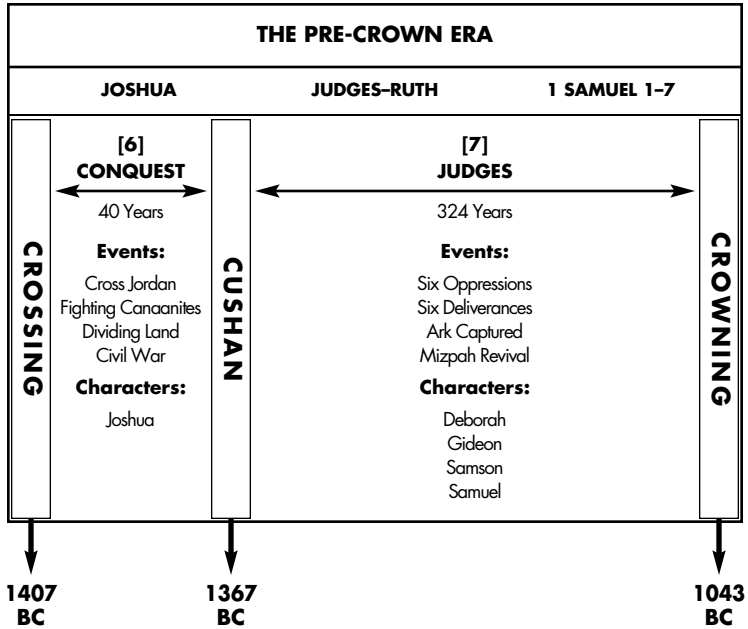 THE PRE-CROWN ERA
JOSHUA JUDGES–RUTH 1 SAMUEL 1–7
CROSSING
[6]
CONQUEST
40 Years
Events:
Cross Jordan
Fighting Canaanites
Dividing Land
Civil War
Characters:
Joshua
CUSHAN
[7]
JUDGES
324 Years
Events:
Six Oppressions
Six Deliverances
Ark Captured
Mizpah Revival
Characters:
Deborah
Gideon
Samson
Samuel
CROWNING
1407
BC
1367
BC
1043
BC